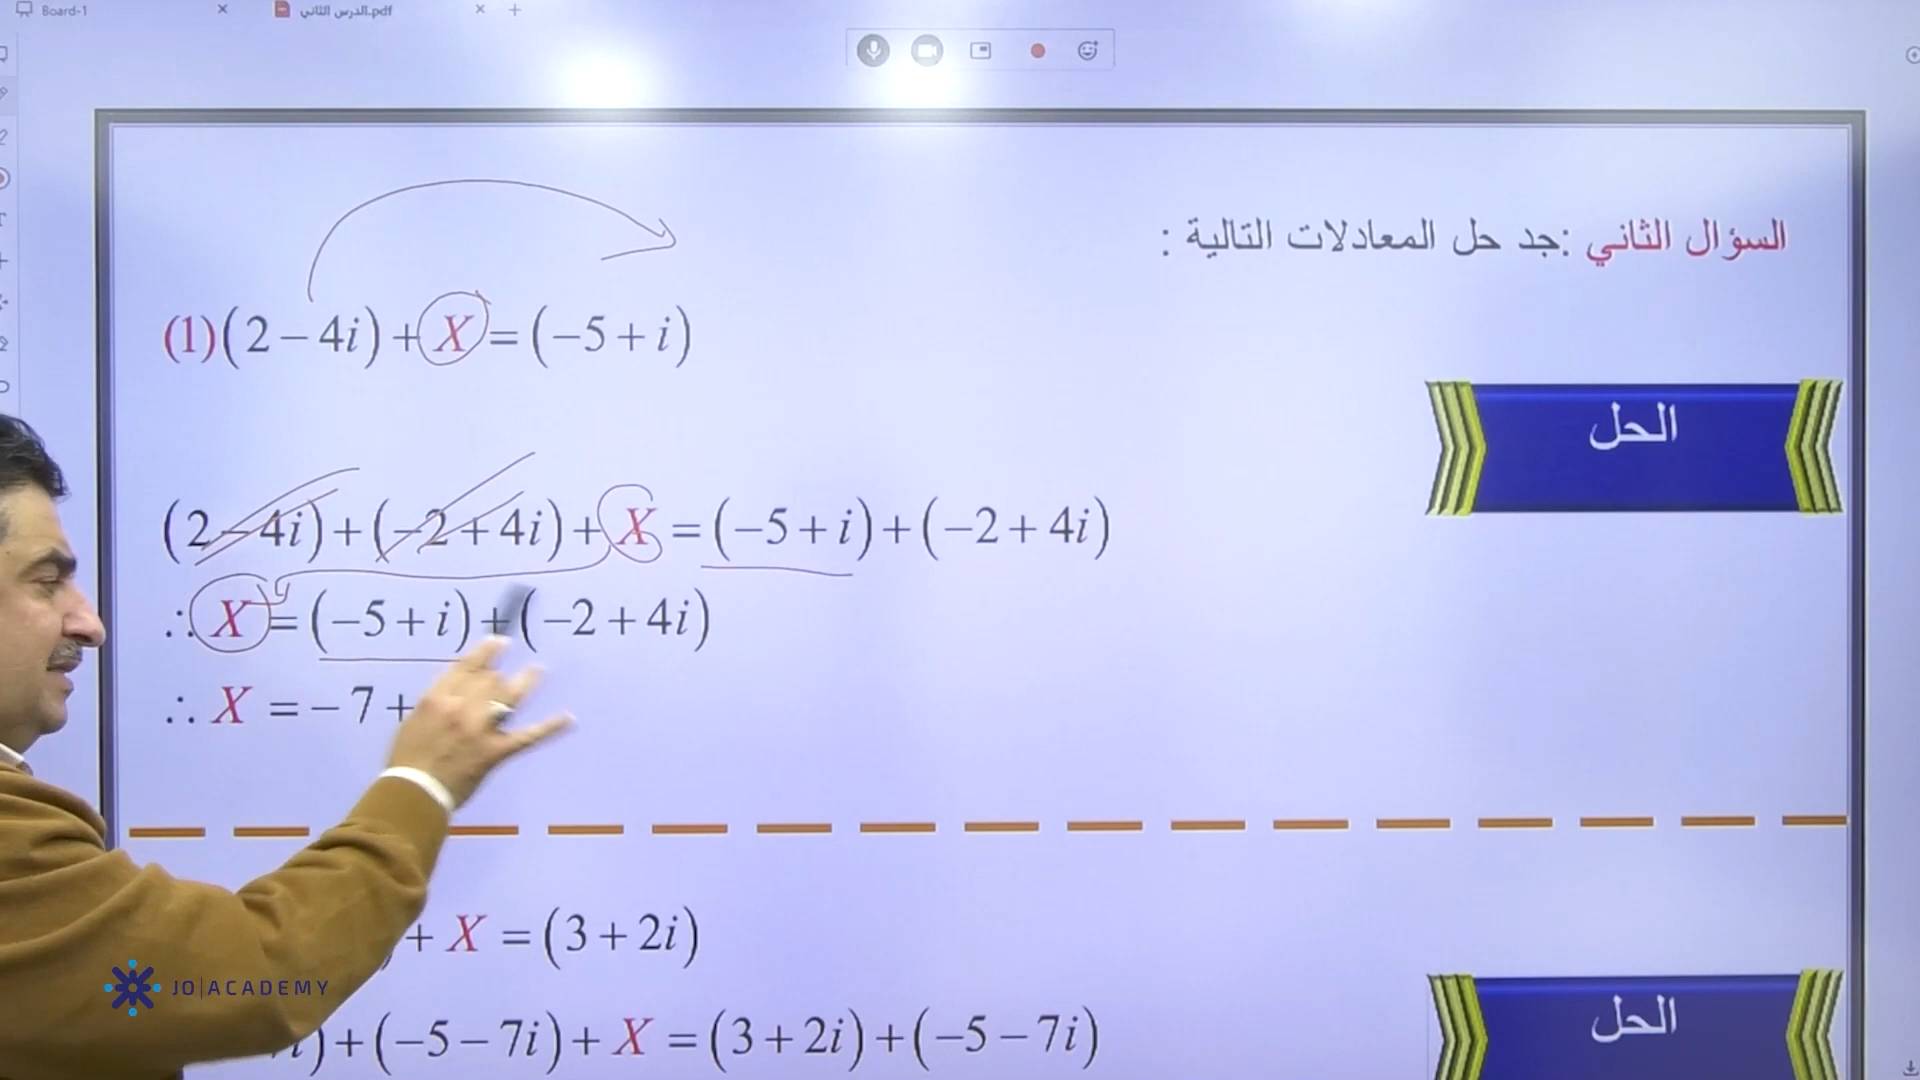 Board-1
الدرس الثاني.pdf
السؤال الثاني :جد حل المعادلات التالية :
(1)(2 − 4i) + X = (−5 + i)
الحل
(2 − 4i) + (−2 + 4i) + X = (−5 + i) + (−2 + 4i)
∴ X = (−5 + i) + (−2 + 4i)
∴ X = − 7 +
+ X = (3 + 2i)
JO|ACADEMY
الحل
i) + (−5 − 7i) + X = (3 + 2i) + (−5 − 7i)